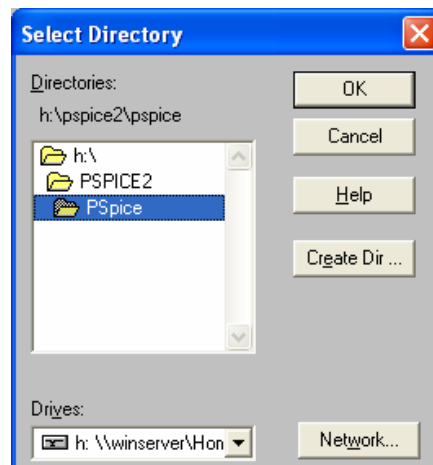 Select Directory
Directories:
h:\pspice2\pspice
h:\
PSPICE2
PSpice
OK
Cancel
Help
Create Dir ...
Drives:
h: \\winserver\Hon
Network...